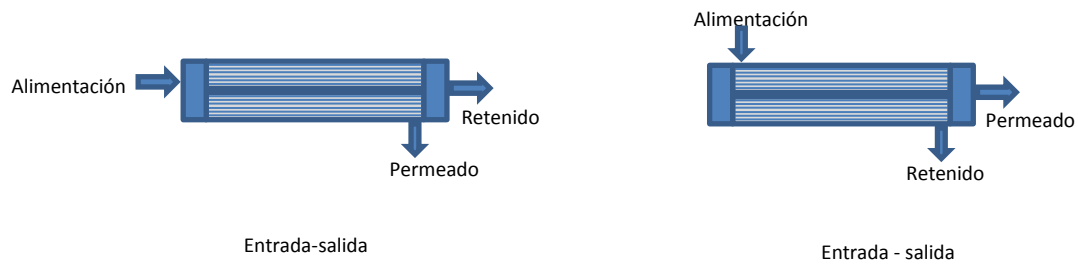 Alimentación
Retenido
Permeado
Entrada-salida
Alimentación
Permeado
Retenido
Entrada - salida